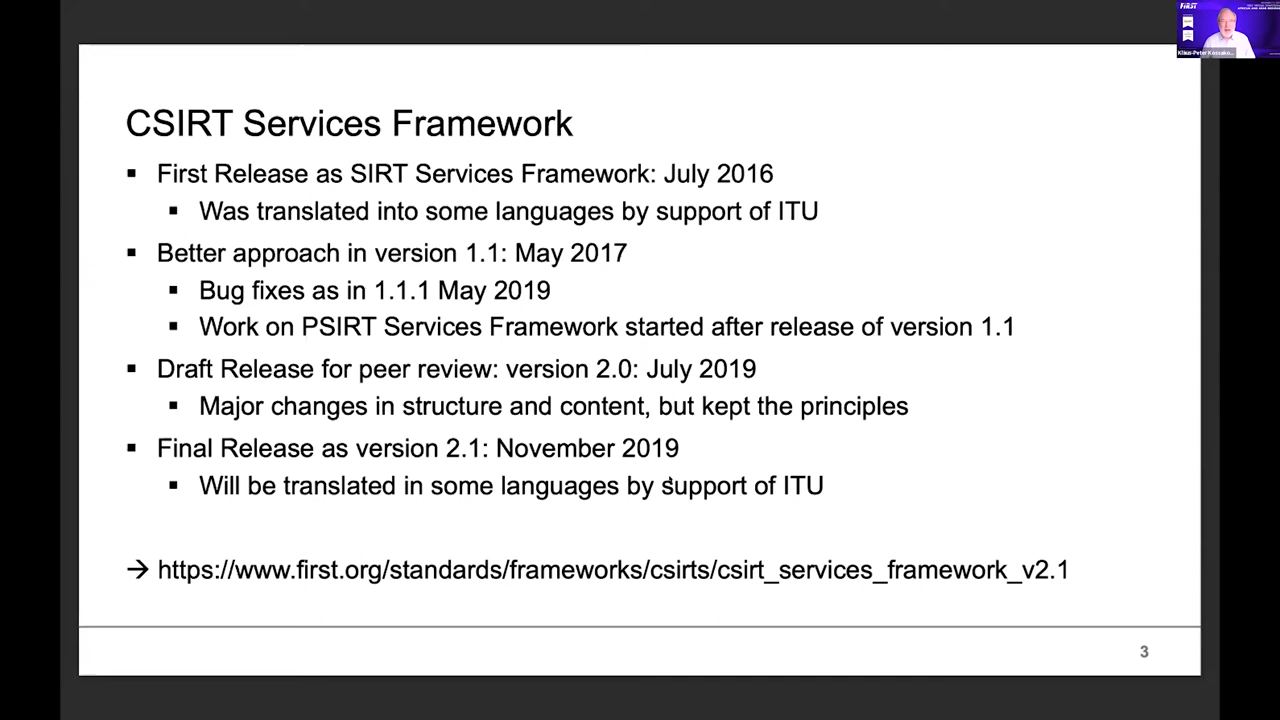 FIRST
Klaus-Peter Kossako...
CSIRT Services Framework
▪ First Release as SIRT Services Framework: July 2016
▪ Was translated into some languages by support of ITU
▪ Better approach in version 1.1: May 2017
▪ Bug fixes as in 1.1.1 May 2019
▪ Work on PSIRT Services Framework started after release of version 1.1
▪ Draft Release for peer review: version 2.0: July 2019
▪ Major changes in structure and content, but kept the principles
▪ Final Release as version 2.1: November 2019
▪ Will be translated in some languages by support of ITU
→ https://www.first.org/standards/frameworks/csirts/csirt_services_framework_v2.1
3